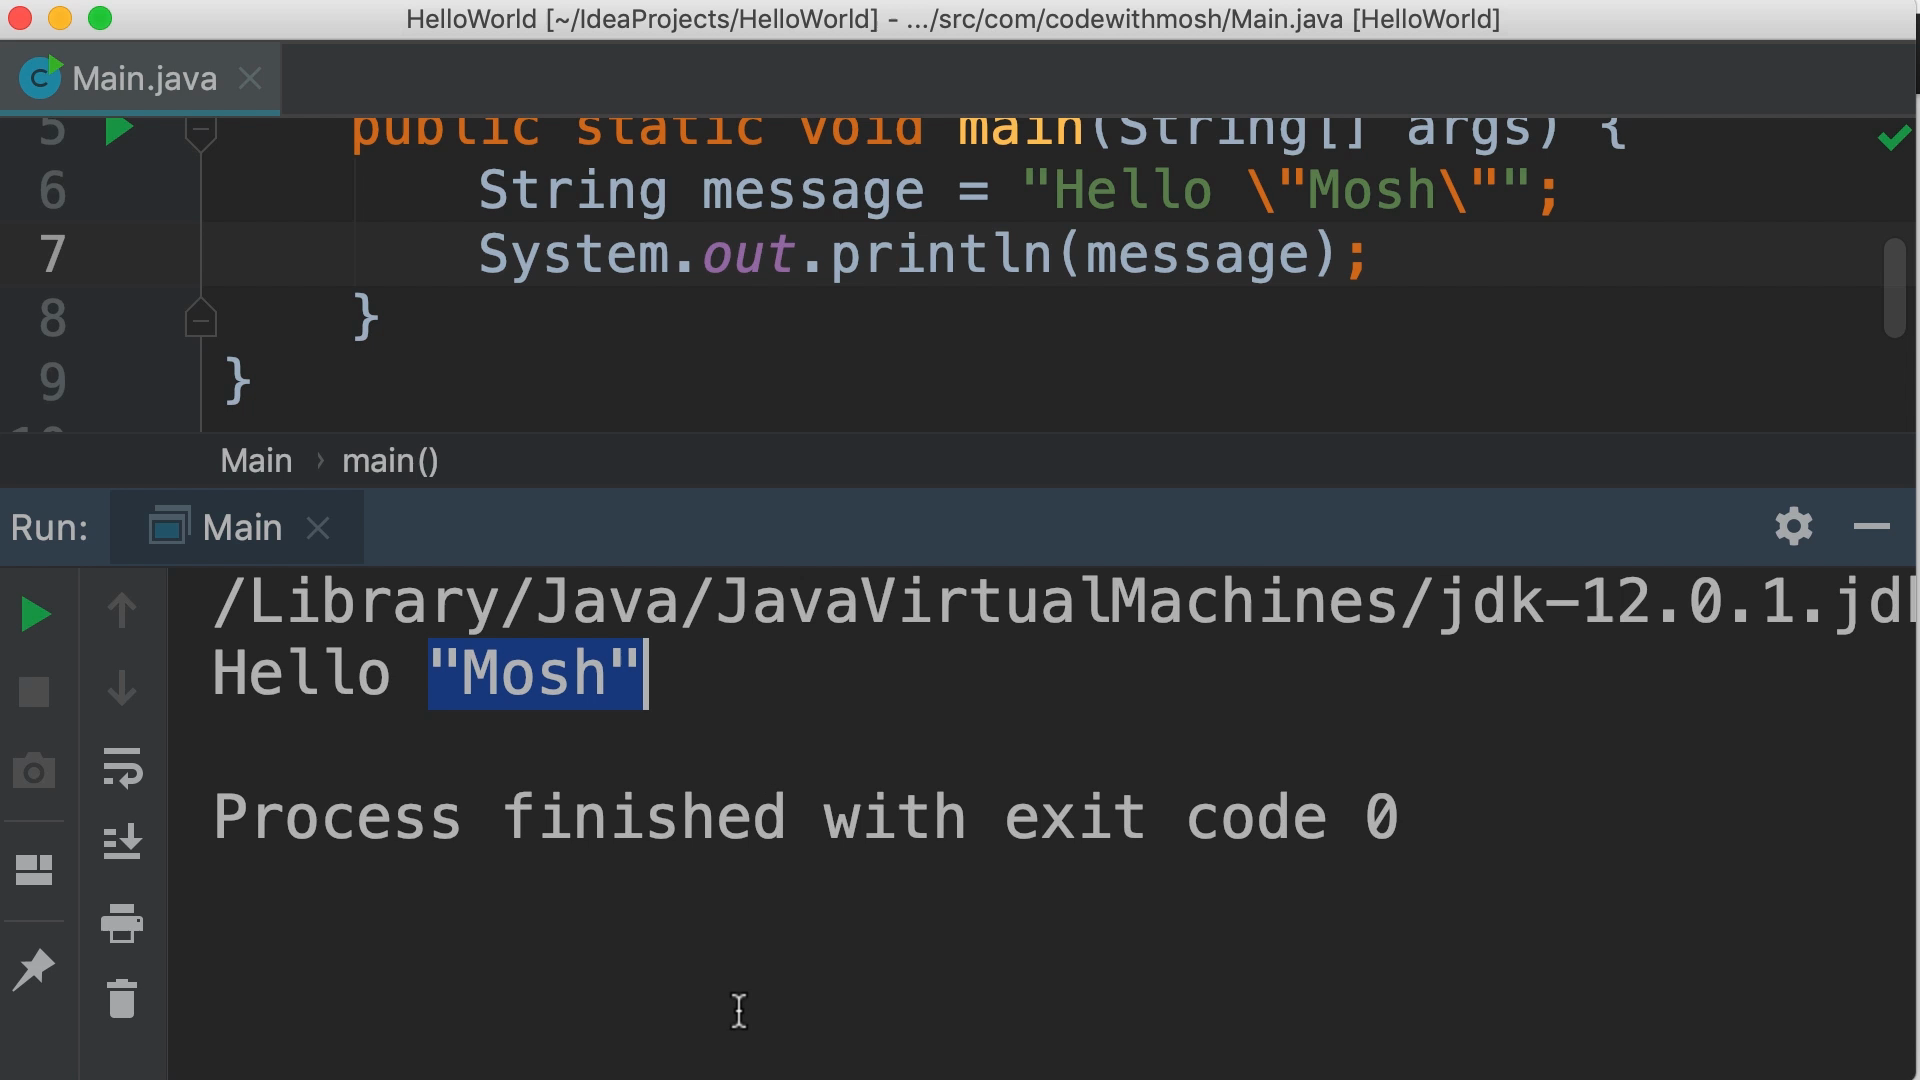 HelloWorld [~/IdeaProjects/HelloWorld] - .../src/com/codewithmosh/Main.java [HelloWorld]
Main.java
5 public static void main(String[] args) {
6 String message = "Hello \"Mosh\"";
7 System.out.println(message);
8 }
9 }
Main › main()
Run: Main
/Library/Java/JavaVirtualMachines/jdk-12.0.1.jdk
Hello "Mosh"
Process finished with exit code 0